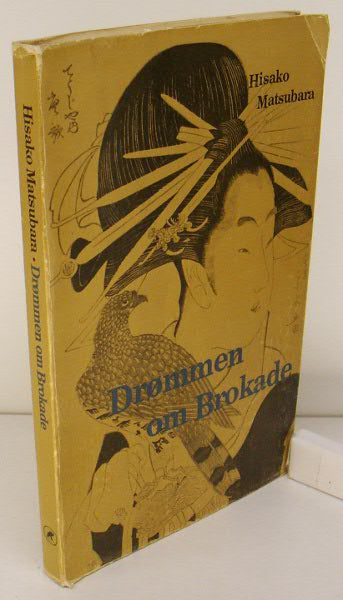 Hisako
Matsubara
Drømmen
om Brokade
Hisako Matsubara · Drømmen om Brokade